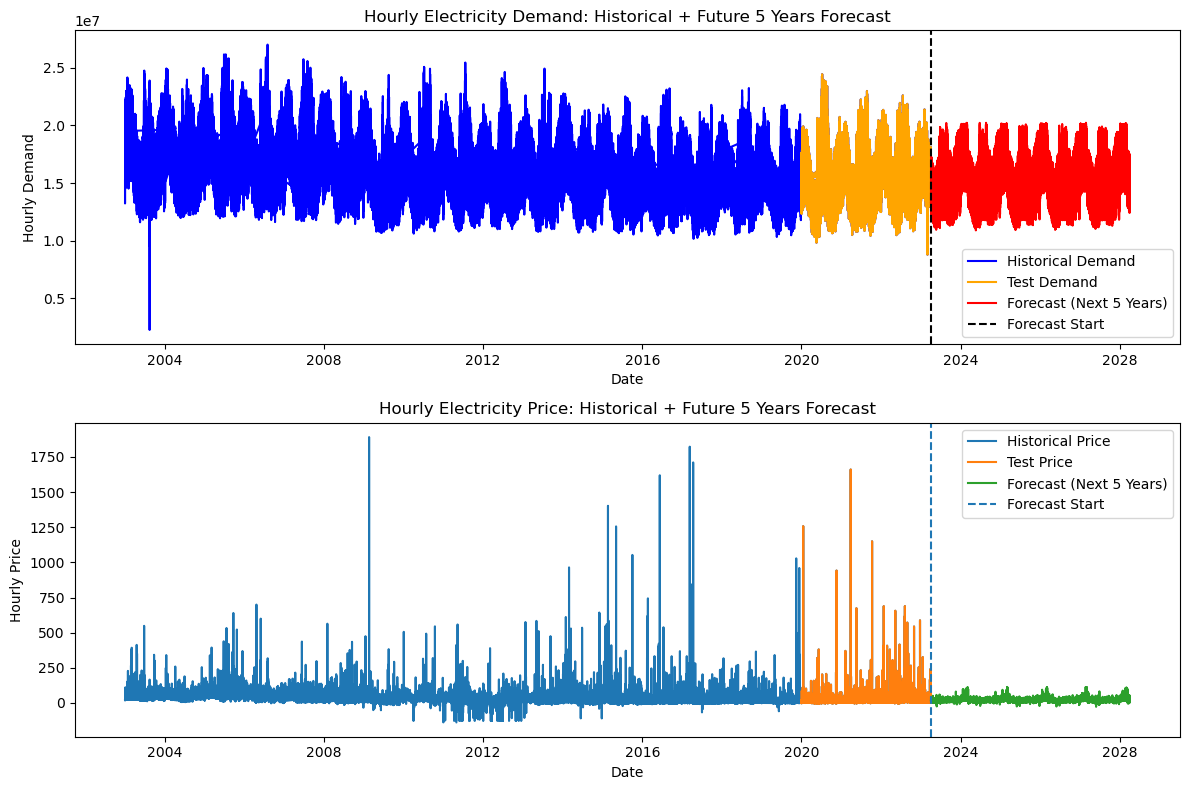 Hourly Electricity Demand: Historical + Future 5 Years Forecast
1e7
Hourly Demand
2.5
2.0
1.5
1.0
0.5
Historical Demand
Test Demand
Forecast (Next 5 Years)
Forecast Start
2004 2008 2012 2016 2020 2024 2028
Date
Hourly Electricity Price: Historical + Future 5 Years Forecast
Hourly Price
1750
1500
1250
1000
750
500
250
0
Historical Price
Test Price
Forecast (Next 5 Years)
Forecast Start
2004 2008 2012 2016 2020 2024 2028
Date